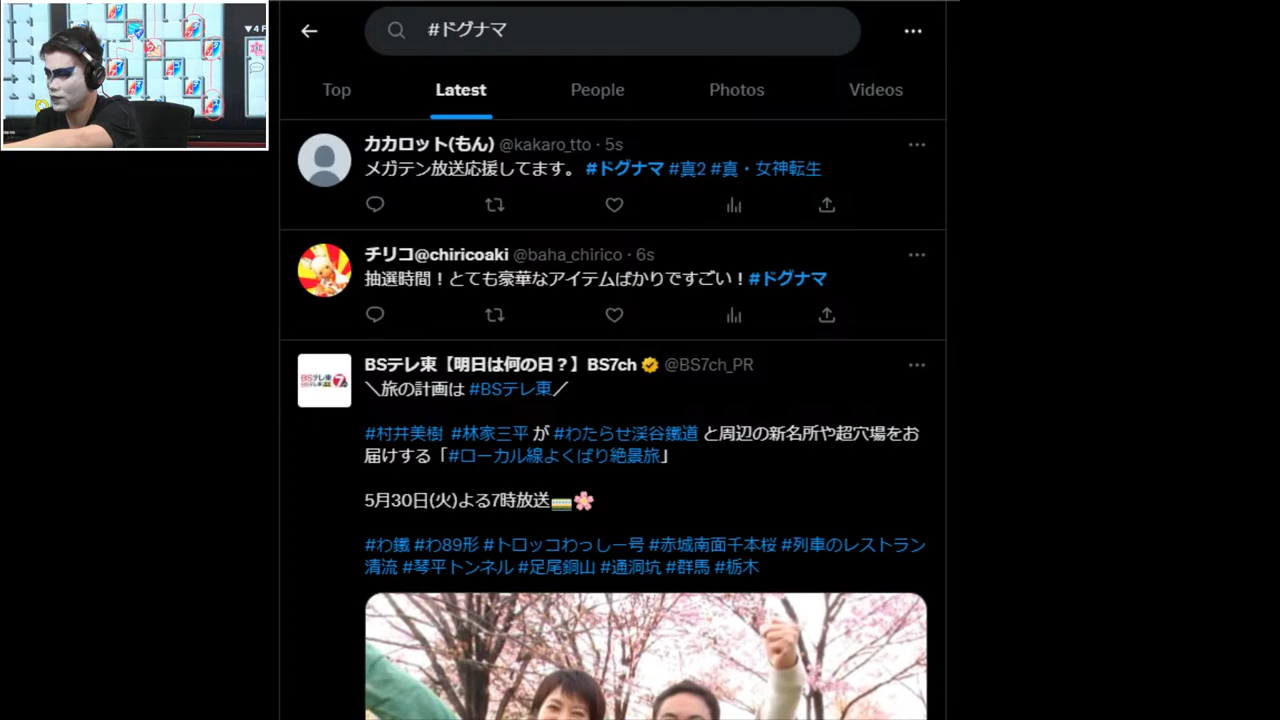 #ドグナマ
Top
Latest
People
Photos
Videos
カカロット(もん) @kakaro_tto · 5s
メガテン放送応援してます。 #ドグナマ #真2 #真・女神転生
チリコ@chiricoaki @baha_chirico · 6s
抽選時間！とても豪華なアイテムばかりですごい！#ドグナマ
BSテレ東【明日は何の日？】BS7ch @BS7ch_PR
＼旅の計画は #BSテレ東／
#村井美樹 #林家三平 が #わたらせ渓谷鐵道 と周辺の新名所や超穴場をお
届けする「#ローカル線よくばり絶景旅」
5月30日(火)よる7時放送
#わ鐵 #わ89形 #トロッコわっしー号 #赤城南面千本桜 #列車のレストラン
清流 #琴平トンネル #足尾銅山 #通洞坑 #群馬 #栃木